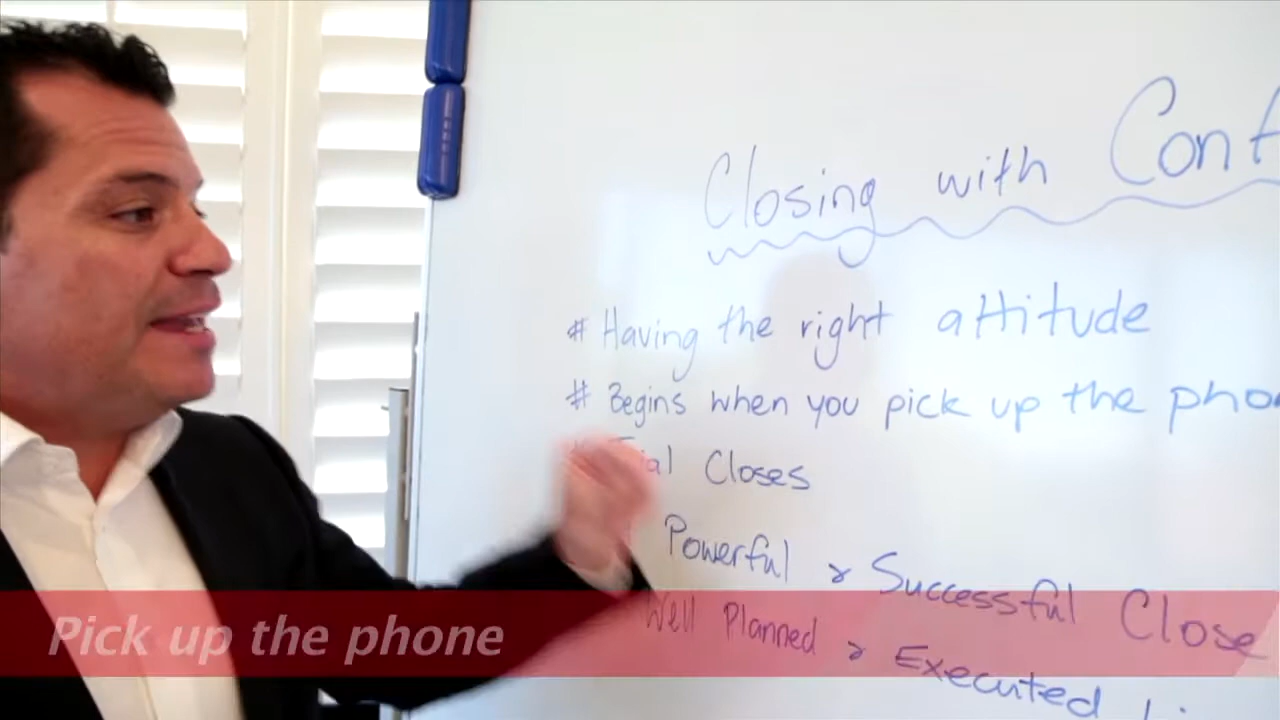 Closing with Conf
# Having the right attitude
# Begins when you pick up the pho
Closes
Powerful & Successful Close
Well Planned & Executed
Pick up the phone